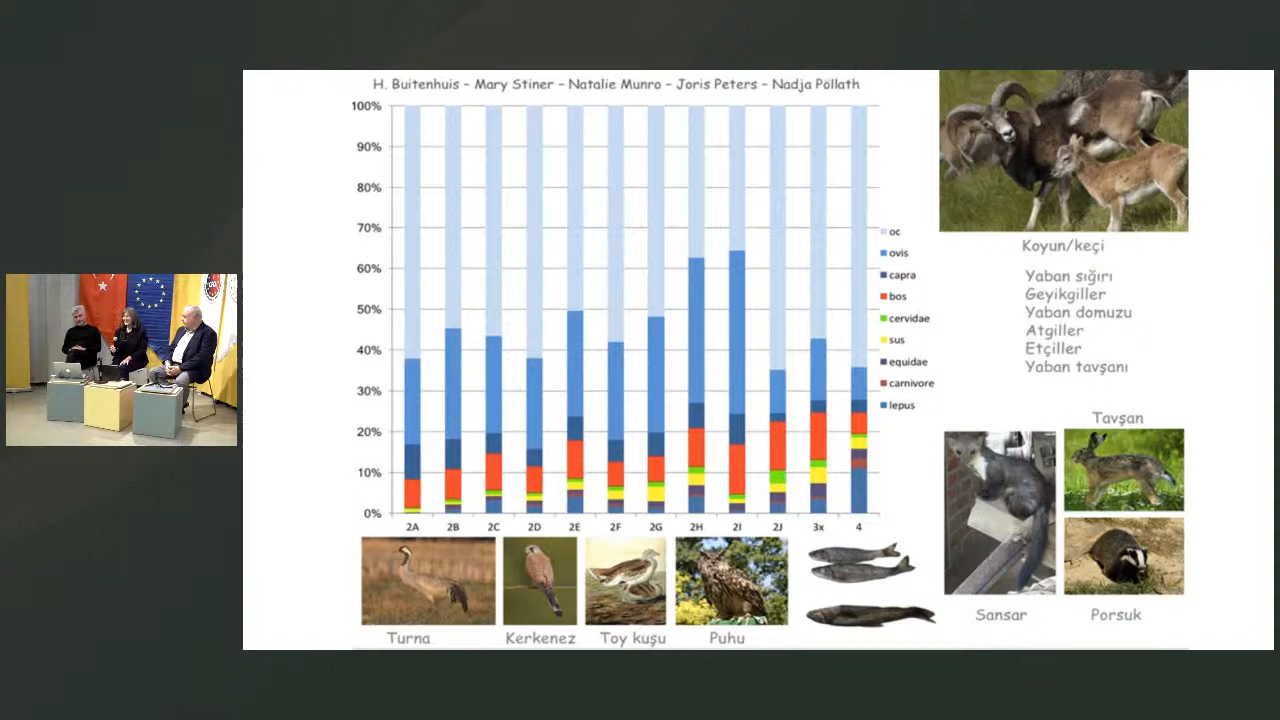 H. Buitenhuis – Mary Stiner – Natalie Munro – Joris Peters – Nadja Pöllath
100%
90%
80%
70%
60%
50%
40%
30%
20%
10%
0%
2A 2B 2C 2D 2E 2F 2G 2H 2I 2J 3x 4
oc
ovis
capra
bos
cervidae
sus
equidae
carnivore
lepus
Koyun/keçi
Yaban sığırı
Geyikgiller
Yaban domuzu
Atgiller
Etçiller
Yaban tavşanı
Tavşan
Sansar
Porsuk
Turna
Kerkenez
Toy kuşu
Puhu